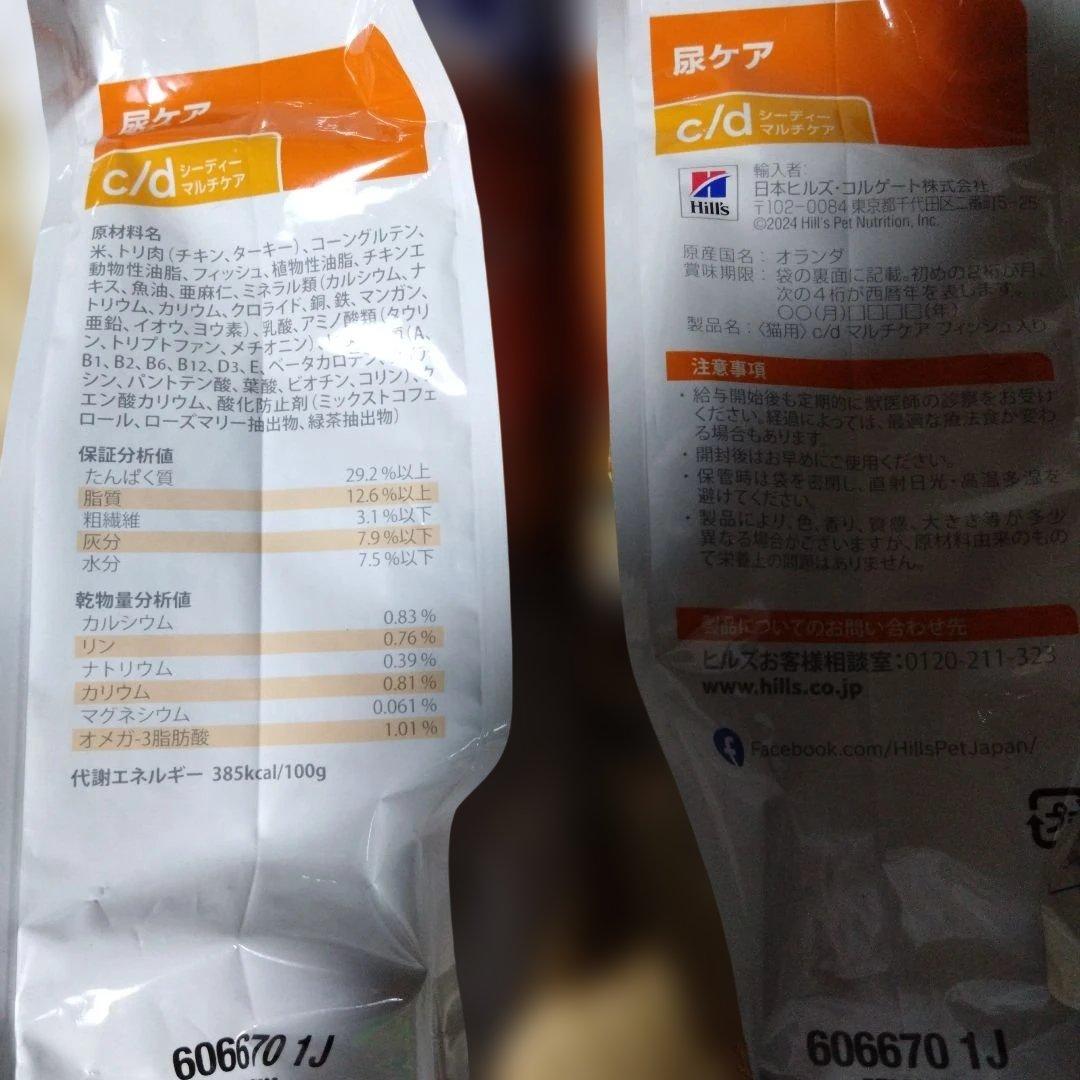 尿ケア
c/d シーディー
マルチケア
原材料名
米、トリ肉(チキン、ターキー)、コーングルテン、
動物性油脂、フィッシュ、植物性油脂、チキンエ
キス、魚油、亜麻仁、ミネラル類(カルシウム、ナ
トリウム、カリウム、クロライド、銅、鉄、マンガン、
亜鉛、イオウ、ヨウ素)、乳酸、アミノ酸類(タウリ
ン、トリプトファン、メチオニン)、(A、
B1、B2、B6、B12、D3、E、ベータカロテン、
シン、パントテン酸、葉酸、ビオチン、コリン)、ク
エン酸カリウム、酸化防止剤(ミックストコフェ
ロール、ローズマリー抽出物、緑茶抽出物)
保証分析値
たんぱく質 29.2%以上
脂質 12.6%以上
粗繊維 3.1%以下
灰分 7.9%以下
水分 7.5%以下
乾物量分析値
カルシウム 0.83%
リン 0.76%
ナトリウム 0.39%
カリウム 0.81%
マグネシウム 0.061%
オメガ-3脂肪酸 1.01%
代謝エネルギー 385kcal/100g
606670 1J
尿ケア
c/d シーディー
マルチケア
Hill's
輸入者:
日本ヒルズ・コルゲート株式会社
〒102-0084 東京都千代田区二番町5-25
©2024 Hill's Pet Nutrition, Inc.
原産国名: オランダ
賞味期限: 袋の裏面に記載。初めの2桁が月、
次の4桁が西暦年を表します。
〇〇(月)□□□□(年)
製品名:〈猫用〉c/d マルチケア フィッシュ入り
注意事項
・給与開始後も定期的に獣医師の診察をお受け
ください。経過によっては、最適な療法食が変わ
る場合もあります。
・開封後はお早めにご使用ください。
・保管時は袋を密閉し、直射日光・高温多湿を
避けてください。
・製品により、色、香り、質感、大きさ等が多少
異なる場合がございますが、原材料由来のもの
で栄養上の問題はありません。
製品についてのお問い合わせ先
ヒルズお客様相談室:0120-211-323
www.hills.co.jp
Facebook.com/HillsPetJapan/
プラ
606670 1J